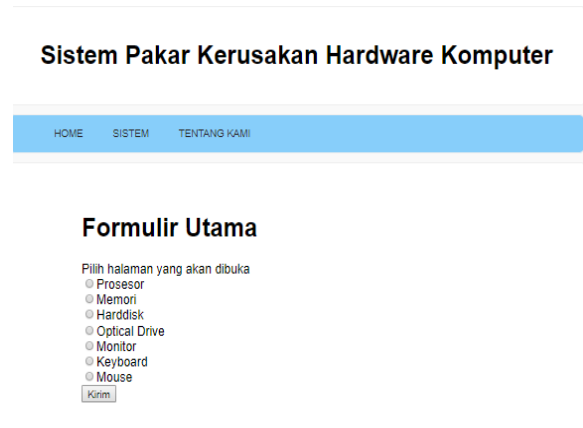 Sistem Pakar Kerusakan Hardware Komputer
HOME SISTEM TENTANG KAMI
Formulir Utama
Pilih halaman yang akan dibuka
Prosesor
Memori
Harddisk
Optical Drive
Monitor
Keyboard
Mouse
Kirim